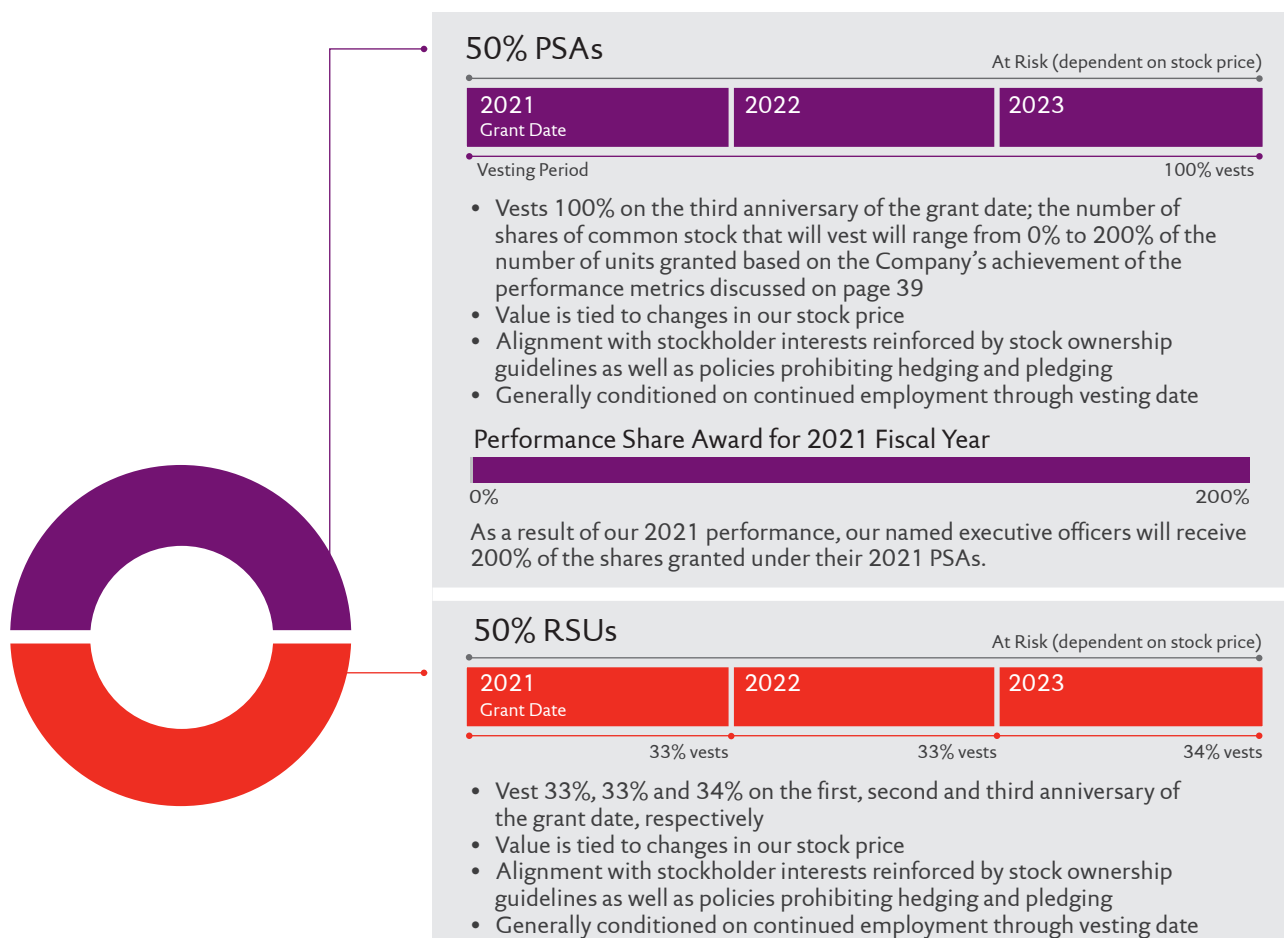 50% PSAs
At Risk (dependent on stock price)
2021
Grant Date
2022
2023
Vesting Period
100% vests
• Vests 100% on the third anniversary of the grant date; the number of
shares of common stock that will vest will range from 0% to 200% of the
number of units granted based on the Company’s achievement of the
performance metrics discussed on page 39
• Value is tied to changes in our stock price
• Alignment with stockholder interests reinforced by stock ownership
guidelines as well as policies prohibiting hedging and pledging
• Generally conditioned on continued employment through vesting date
Performance Share Award for 2021 Fiscal Year
0%
200%
As a result of our 2021 performance, our named executive officers will receive
200% of the shares granted under their 2021 PSAs.
50% RSUs
At Risk (dependent on stock price)
2021
Grant Date
2022
2023
33% vests
33% vests
34% vests
• Vest 33%, 33% and 34% on the first, second and third anniversary of
the grant date, respectively
• Value is tied to changes in our stock price
• Alignment with stockholder interests reinforced by stock ownership
guidelines as well as policies prohibiting hedging and pledging
• Generally conditioned on continued employment through vesting date